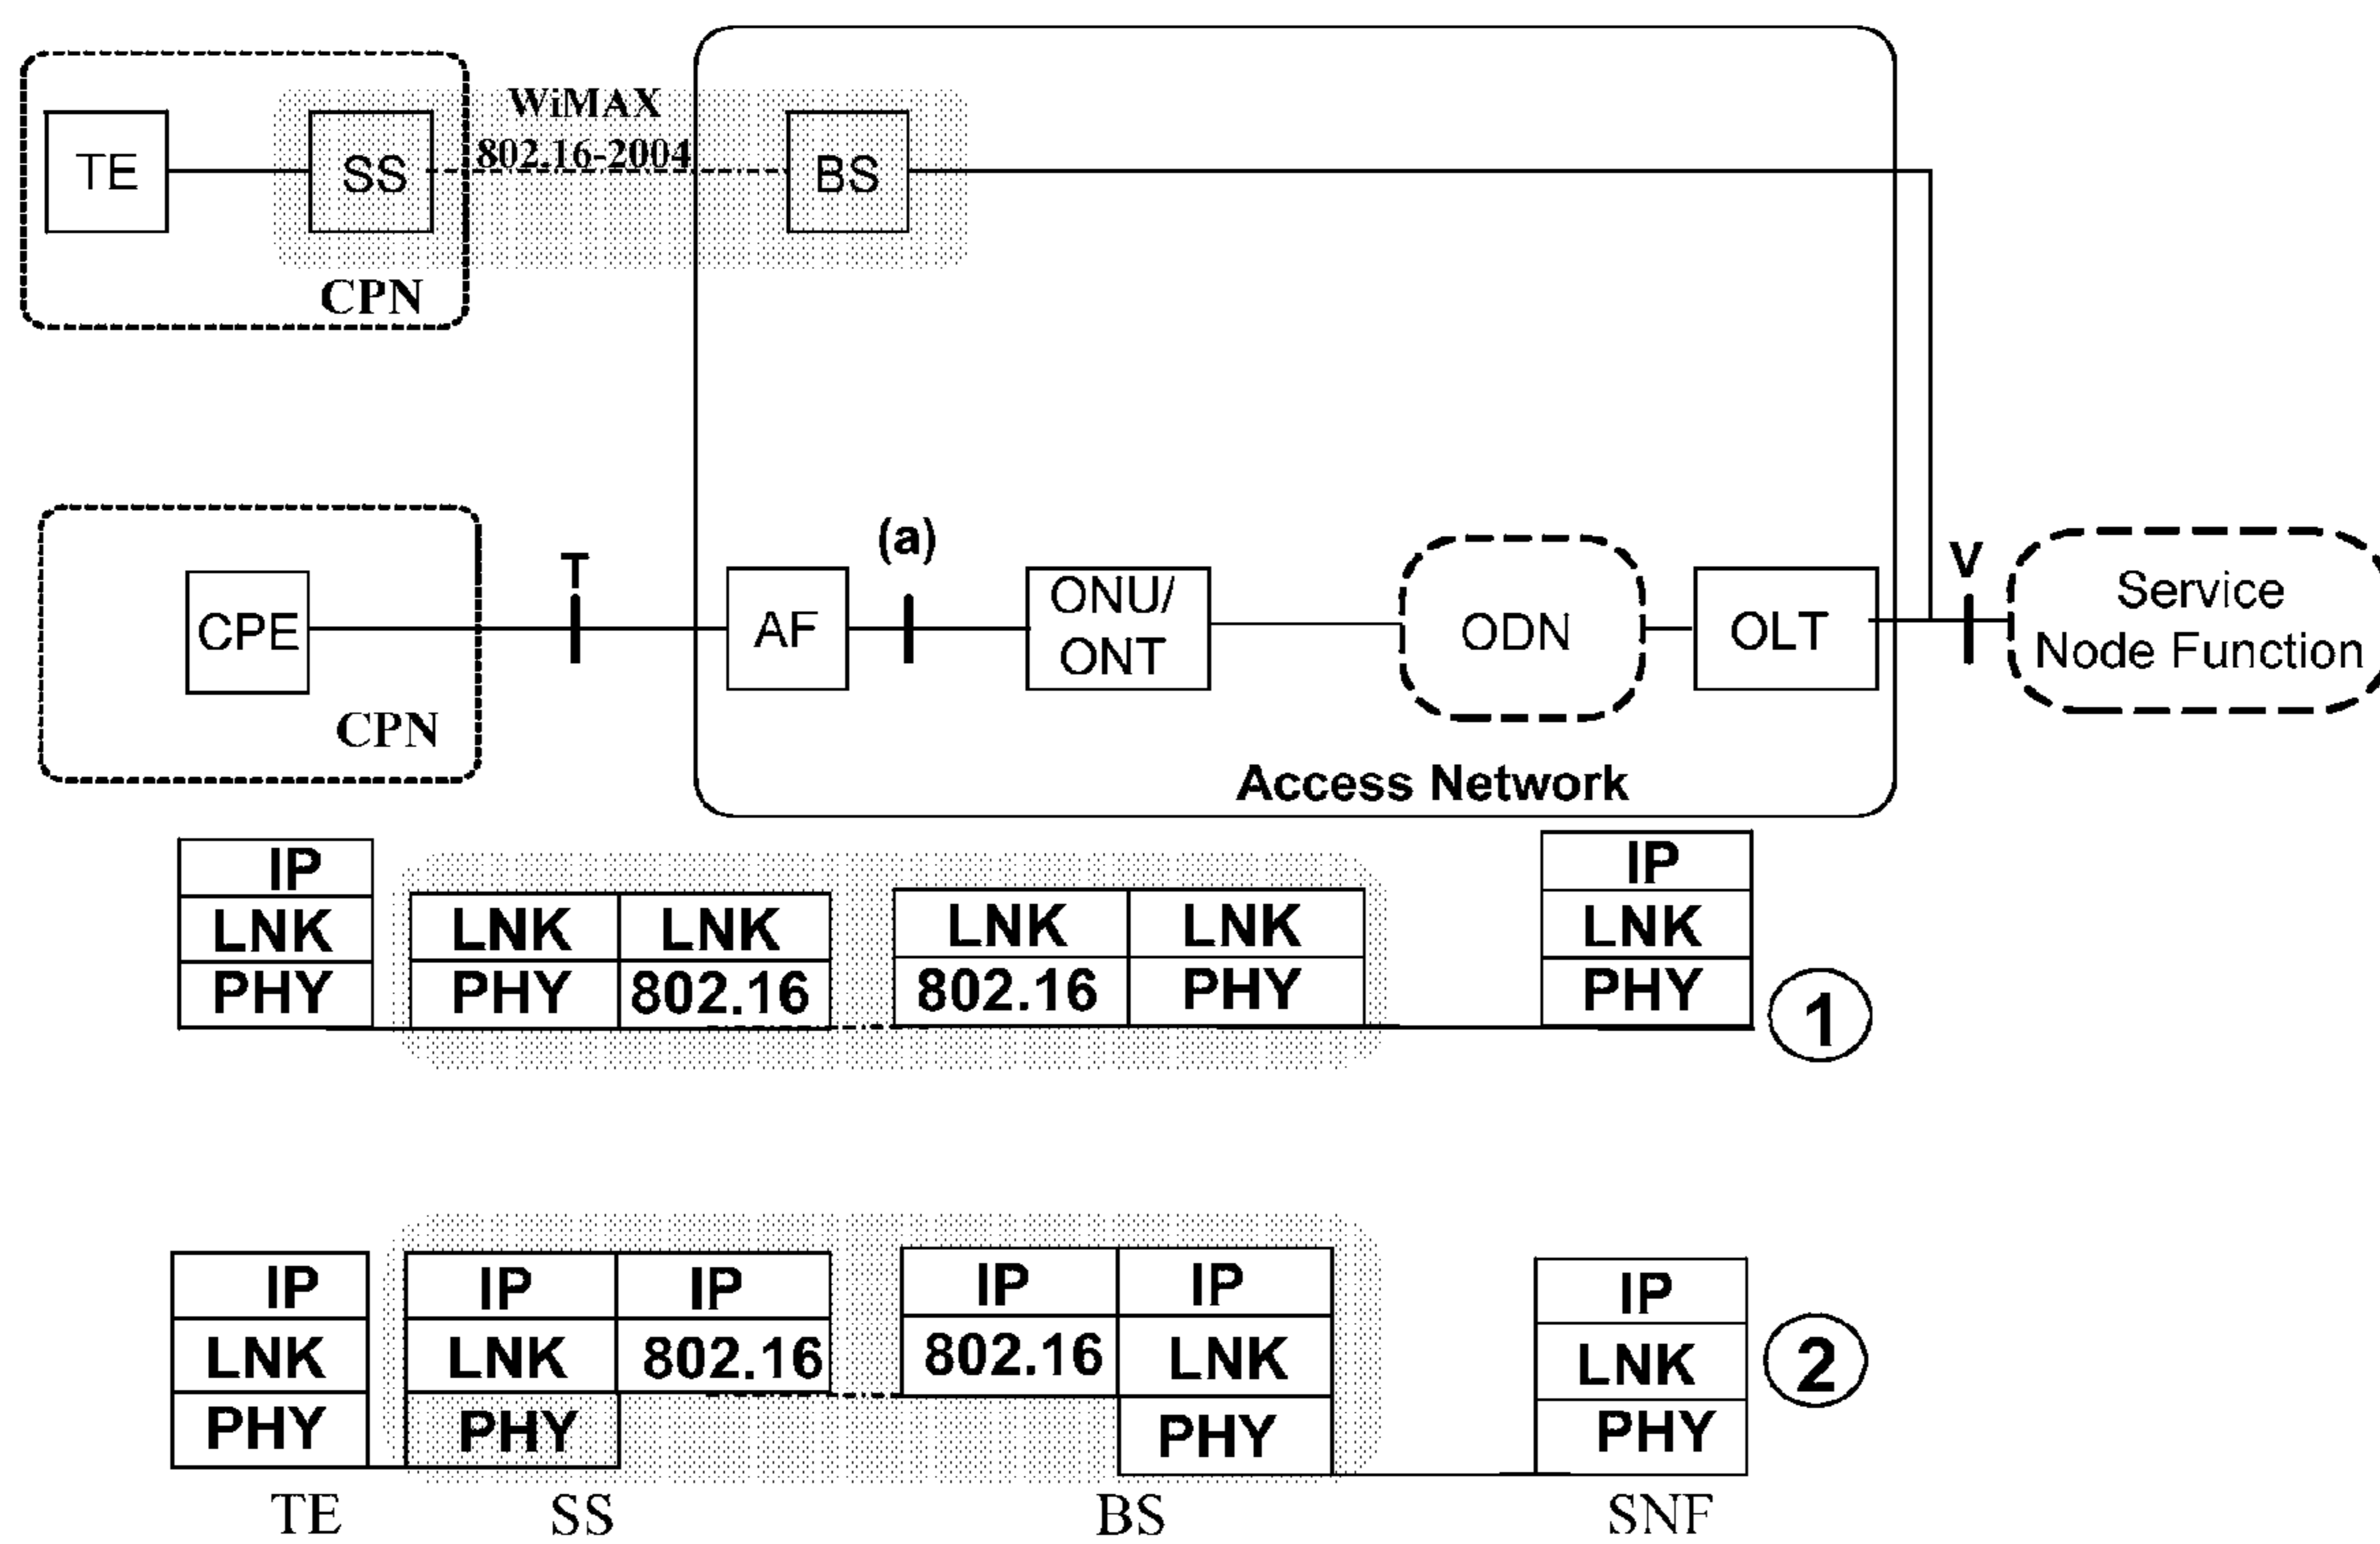 WiMAX
802.16-2004
TE
SS
BS
CPN
(a)
T
V
CPE
AF
ONU/
ONT
ODN
OLT
Service
Node Function
CPN
Access Network
IP
LNK
PHY
LNK LNK
PHY 802.16
LNK LNK
802.16 PHY
IP
LNK
PHY
1
IP
LNK
PHY
IP IP
LNK 802.16
PHY
IP IP
802.16 LNK
PHY
IP
LNK
PHY
2
TE
SS
BS
SNF